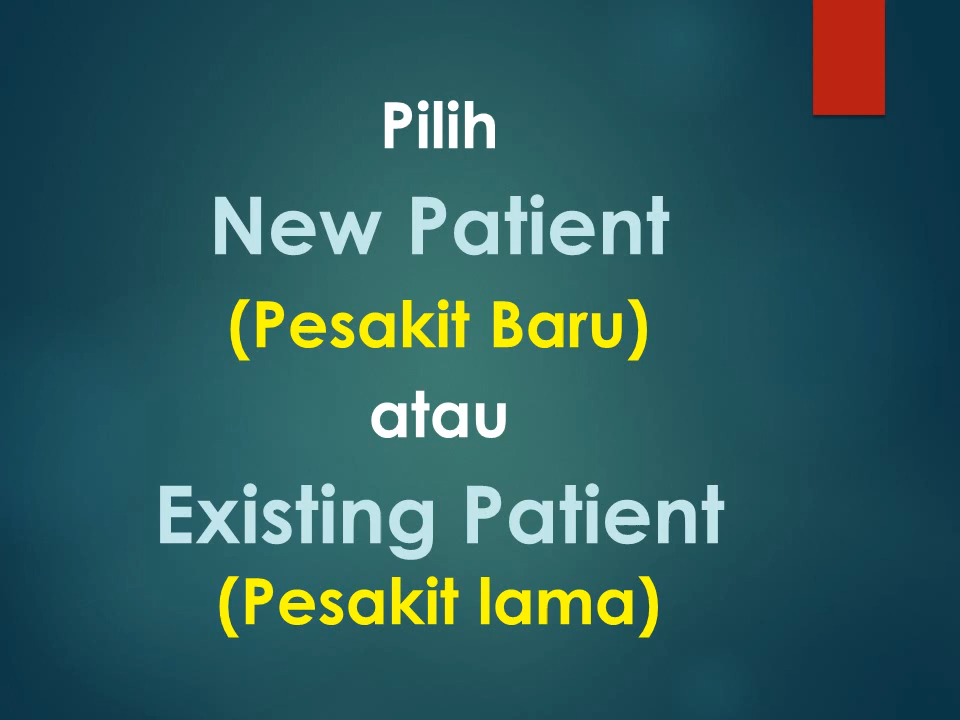 Pilih
New Patient
(Pesakit Baru)
atau
Existing Patient
(Pesakit lama)